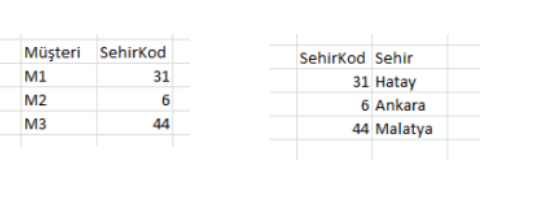 Müşteri SehirKod
M1 31
M2 6
M3 44
SehirKod Sehir
31 Hatay
6 Ankara
44 Malatya